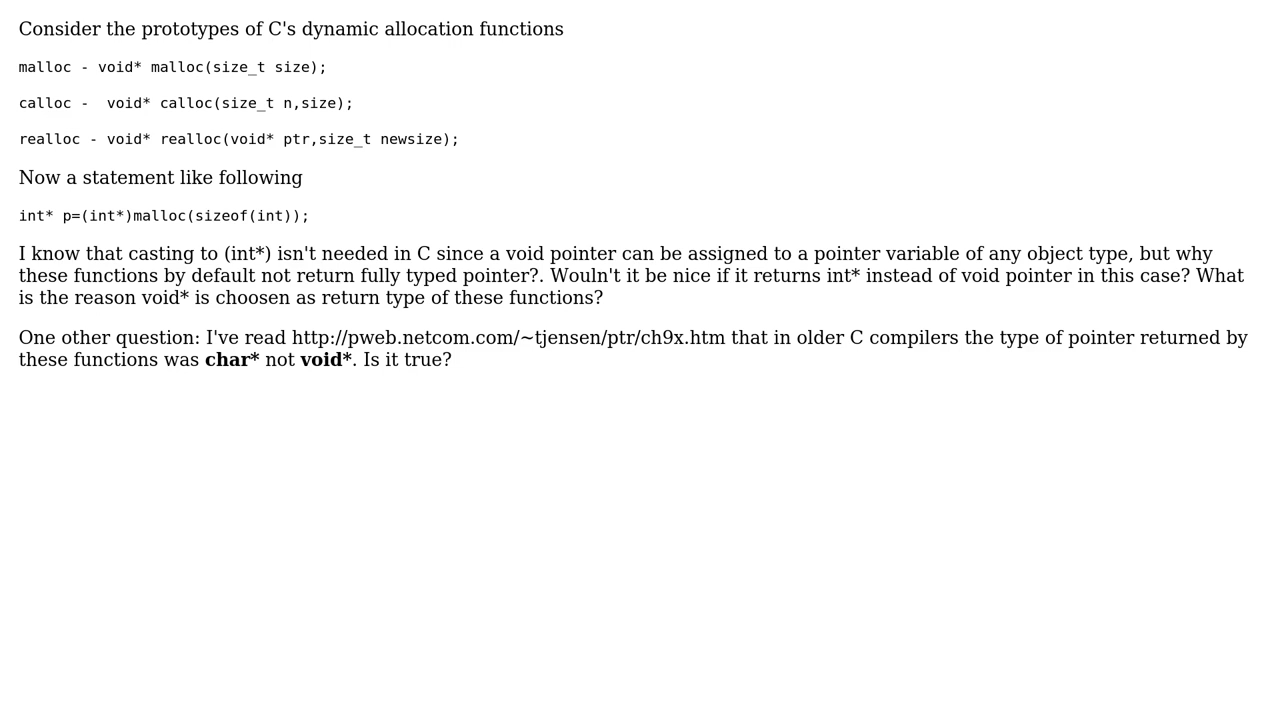 Consider the prototypes of C's dynamic allocation functions
malloc - void* malloc(size_t size);
calloc -  void* calloc(size_t n,size);
realloc - void* realloc(void* ptr,size_t newsize);
Now a statement like following
int* p=(int*)malloc(sizeof(int));
I know that casting to (int*) isn't needed in C since a void pointer can be assigned to a pointer variable of any object type, but why
these functions by default not return fully typed pointer?. Wouln't it be nice if it returns int* instead of void pointer in this case? What
is the reason void* is choosen as return type of these functions?
One other question: I've read http://pweb.netcom.com/~tjensen/ptr/ch9x.htm that in older C compilers the type of pointer returned by
these functions was char* not void*. Is it true?